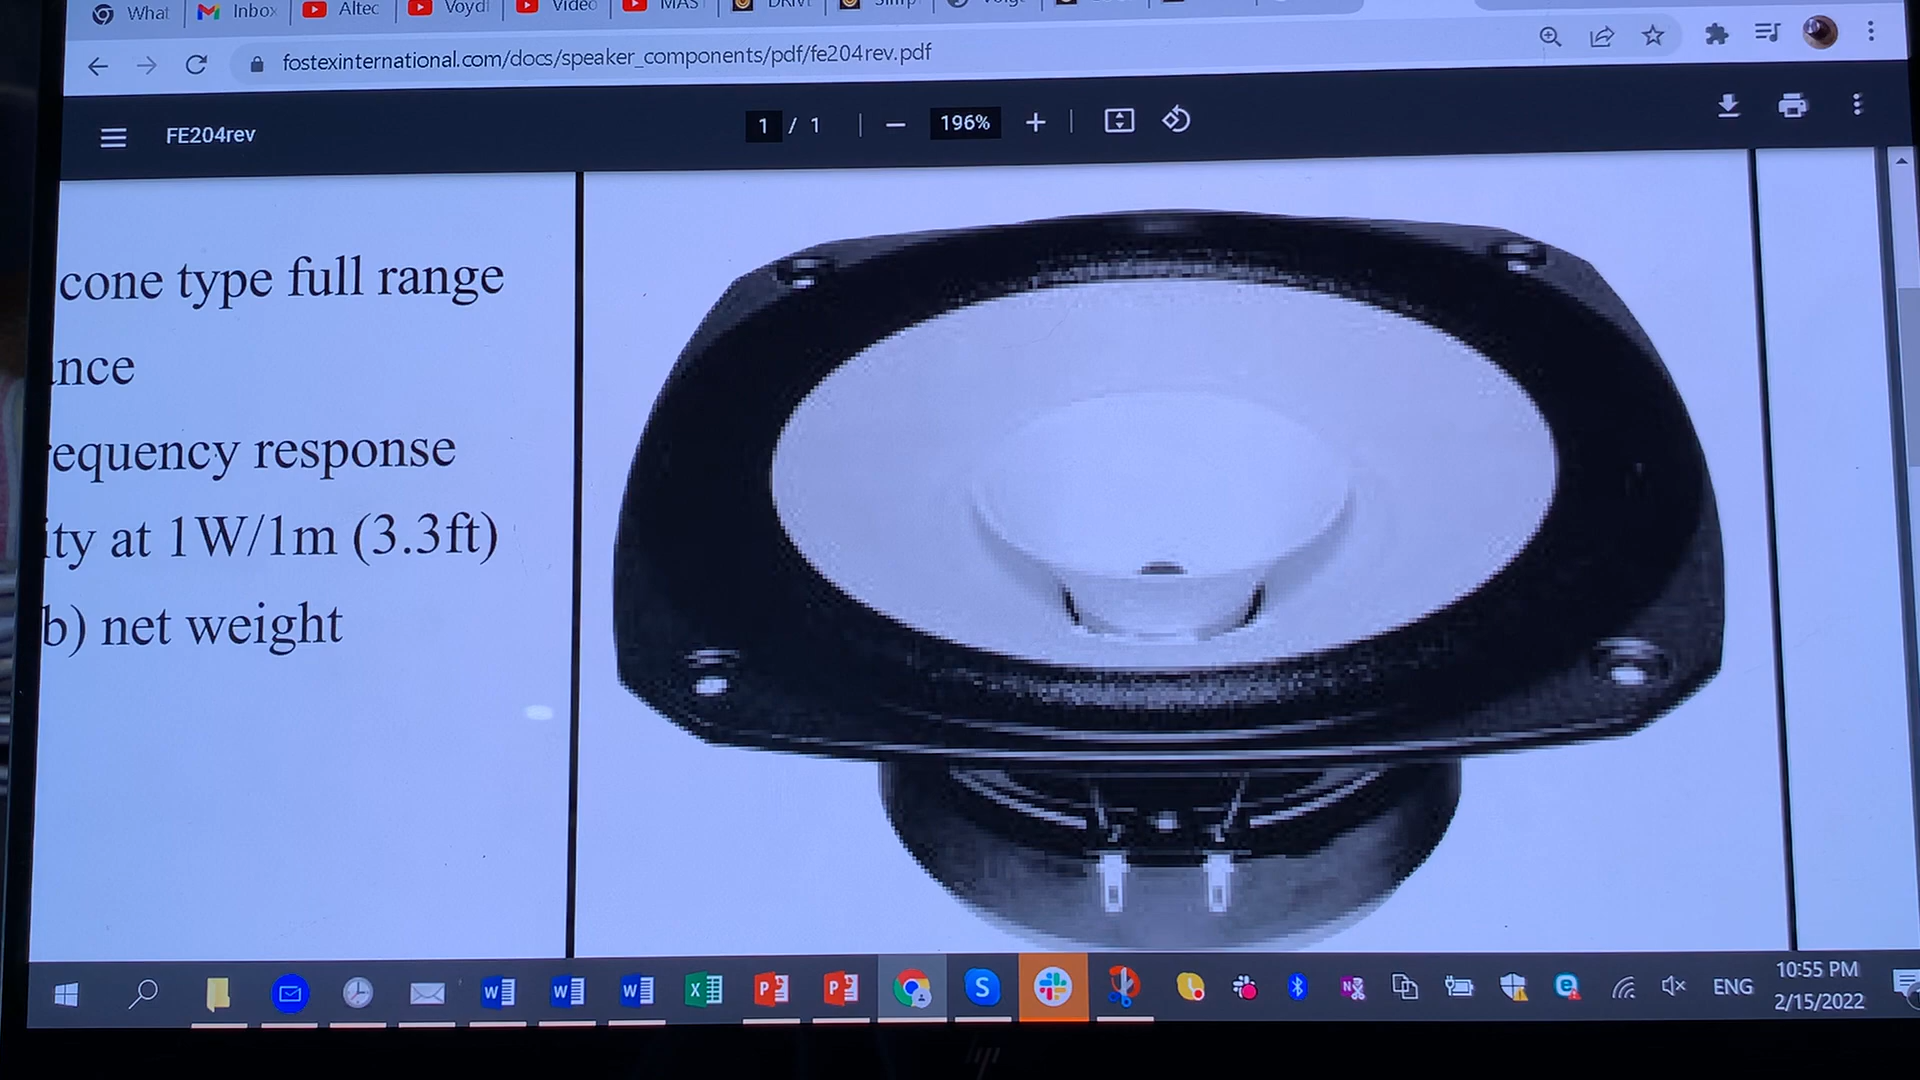 What
Inbox
Altec
Voyd
Video
MAS
fostexinternational.com/docs/speaker_components/pdf/fe204rev.pdf
FE204rev
1 / 1
196%
cone type full range
nce
requency response
ity at 1W/1m (3.3ft)
b) net weight
ENG
10:55 PM
2/15/2022
hp